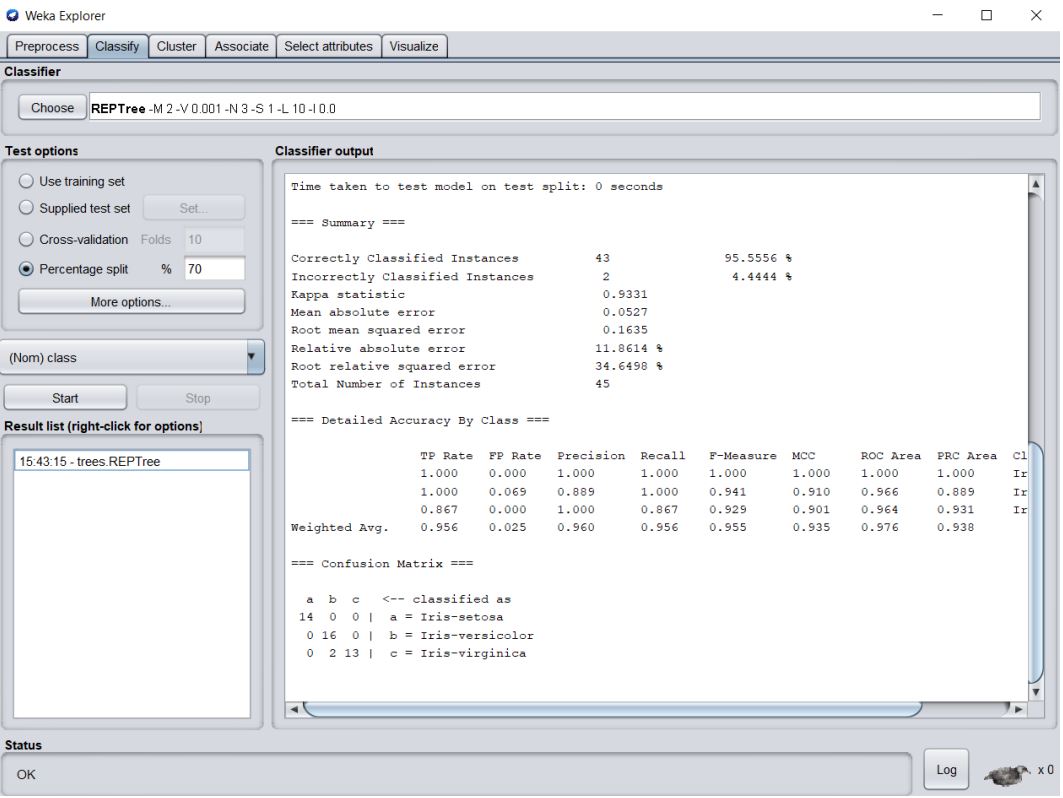 Weka Explorer
Preprocess Classify Cluster Associate Select attributes Visualize
Classifier
Choose REPTree -M 2 -V 0.001 -N 3 -S 1 -L 10 -I 0.0
Test options
Use training set
Supplied test set Set...
Cross-validation Folds 10
Percentage split % 70
More options...
(Nom) class
Start Stop
Result list (right-click for options)
15:43:15 - trees.REPTree
Classifier output
Time taken to test model on test split: 0 seconds
=== Summary ===
Correctly Classified Instances 43 95.5556 %
Incorrectly Classified Instances 2 4.4444 %
Kappa statistic 0.9331
Mean absolute error 0.0527
Root mean squared error 0.1635
Relative absolute error 11.8614 %
Root relative squared error 34.6498 %
Total Number of Instances 45
=== Detailed Accuracy By Class ===
TP Rate FP Rate Precision Recall F-Measure MCC ROC Area PRC Area Cl
1.000 0.000 1.000 1.000 1.000 1.000 1.000 1.000 Ir
1.000 0.069 0.889 1.000 0.941 0.910 0.966 0.889 Ir
0.867 0.000 1.000 0.867 0.929 0.901 0.964 0.931 Ir
Weighted Avg. 0.956 0.025 0.960 0.956 0.955 0.935 0.976 0.938
=== Confusion Matrix ===
a b c <-- classified as
14 0 0 | a = Iris-setosa
0 16 0 | b = Iris-versicolor
0 2 13 | c = Iris-virginica
Status
OK
Log x 0